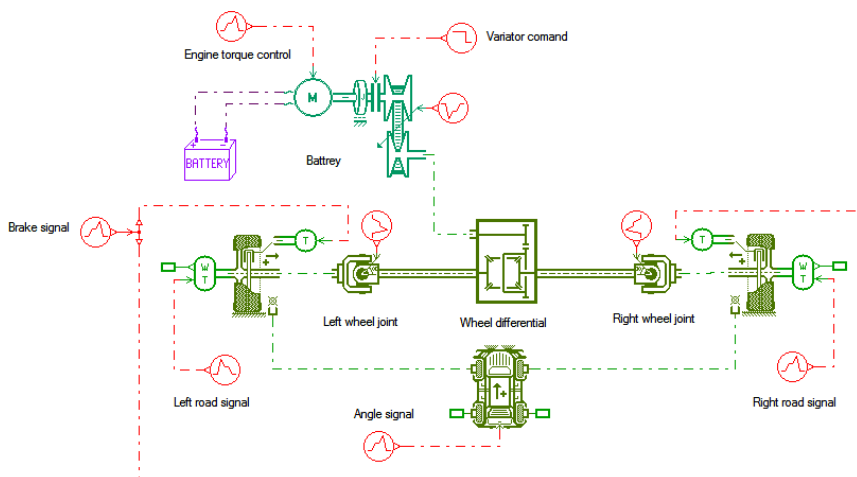 Engine torque control
Variator comand
M
J
+ -
BATTERY
Battrey
Brake signal
T
T
W
T
W
T
+
+
Left wheel joint
Wheel differential
Right wheel joint
+
Left road signal
Right road signal
Angle signal